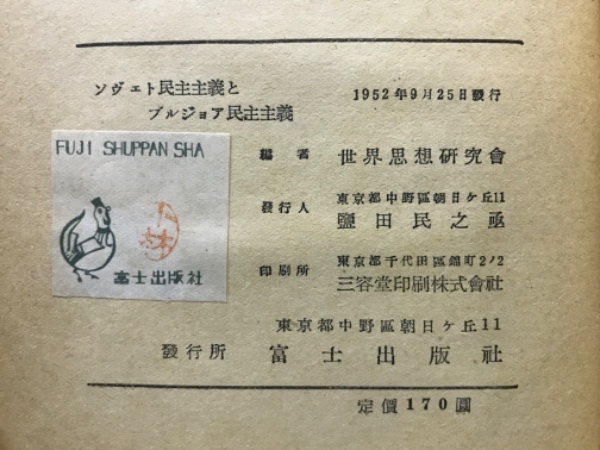 ソヴェト民主主義と
ブルジョア民主主義
1952年9月25日發行
FUJI SHUPPAN SHA
富士出版社
編者 世界思想研究會
東京都中野區朝日ケ丘11
發行人 鹽田民之丞
東京都千代田區錦町2ノ2
印刷所 三容堂印刷株式會社
東京都中野區朝日ケ丘11
發行所 富士出版社
定價170圓